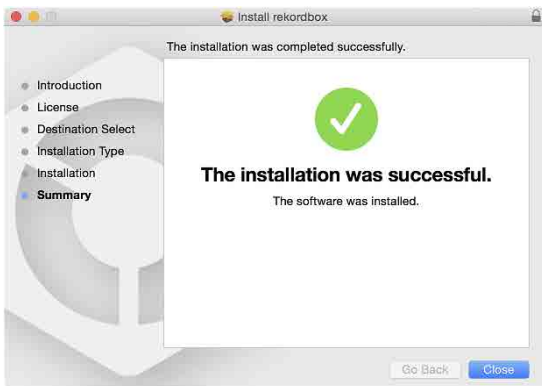 Install rekordbox
The installation was completed successfully.
Introduction
License
Destination Select
Installation Type
Installation
Summary
The installation was successful.
The software was installed.
Go Back
Close